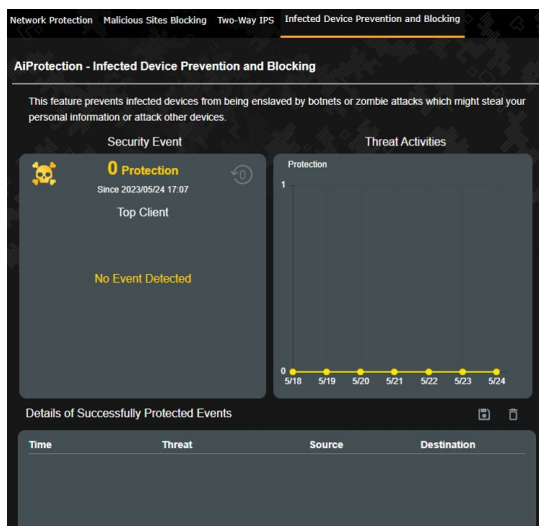 Network Protection Malicious Sites Blocking Two-Way IPS Infected Device Prevention and Blocking
AiProtection - Infected Device Prevention and Blocking
This feature prevents infected devices from being enslaved by botnets or zombie attacks which might steal your
personal information or attack other devices.
Security Event
0 Protection
Since 2023/05/24 17:07
0
Top Client
No Event Detected
Threat Activities
Protection
1
0
5/18 5/19 5/20 5/21 5/22 5/23 5/24
Details of Successfully Protected Events
Time Threat Source Destination